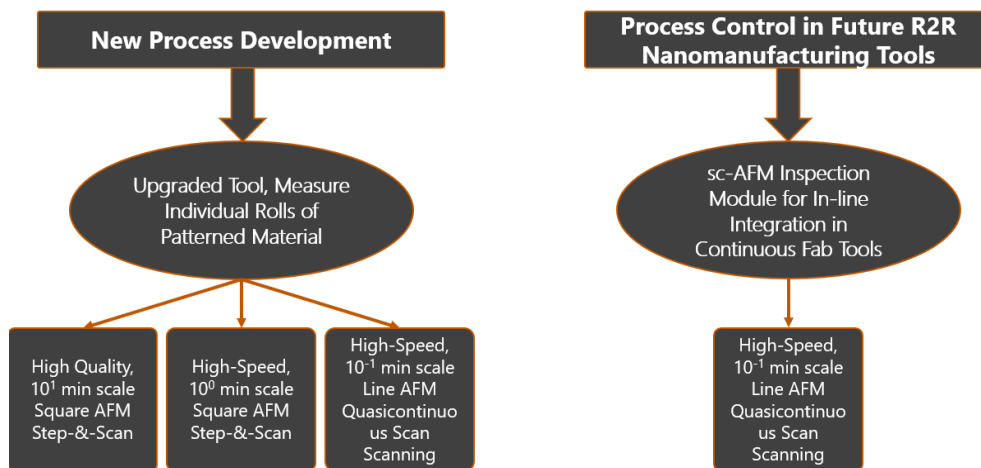 New Process Development
Process Control in Future R2R
Nanomanufacturing Tools
Upgraded Tool, Measure
Individual Rolls of
Patterned Material
sc-AFM Inspection
Module for In-line
Integration in
Continuous Fab Tools
High Quality,
10¹ min scale
Square AFM
Step-&-Scan
High-Speed,
10⁰ min scale
Square AFM
Step-&-Scan
High-Speed,
10⁻¹ min scale
Line AFM
Quasicontinuo
us Scan
Scanning
High-Speed,
10⁻¹ min scale
Line AFM
Quasicontinuo
us Scan
Scanning